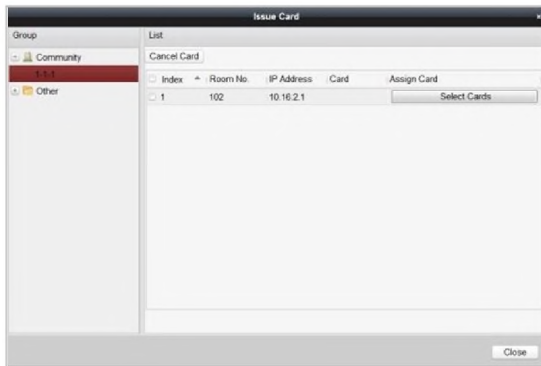 Issue Card
Group
List
Community
1-1-1
Other
Cancel Card
Index Room No. IP Address Card Assign Card
1 102 10.16.2.1 Select Cards
Close